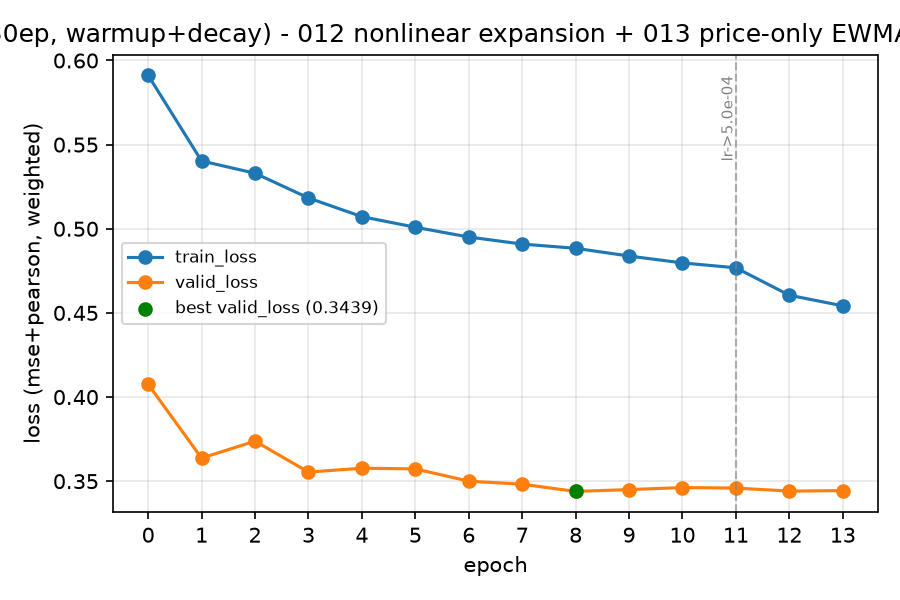 0ep, warmup+decay) - 012 nonlinear expansion + 013 price-only EWMA
0.60
0.55
0.50
0.45
0.40
0.35
loss (mse+pearson, weighted)
lr->5.0e-04
train_loss
valid_loss
best valid_loss (0.3439)
0 1 2 3 4 5 6 7 8 9 10 11 12 13
epoch